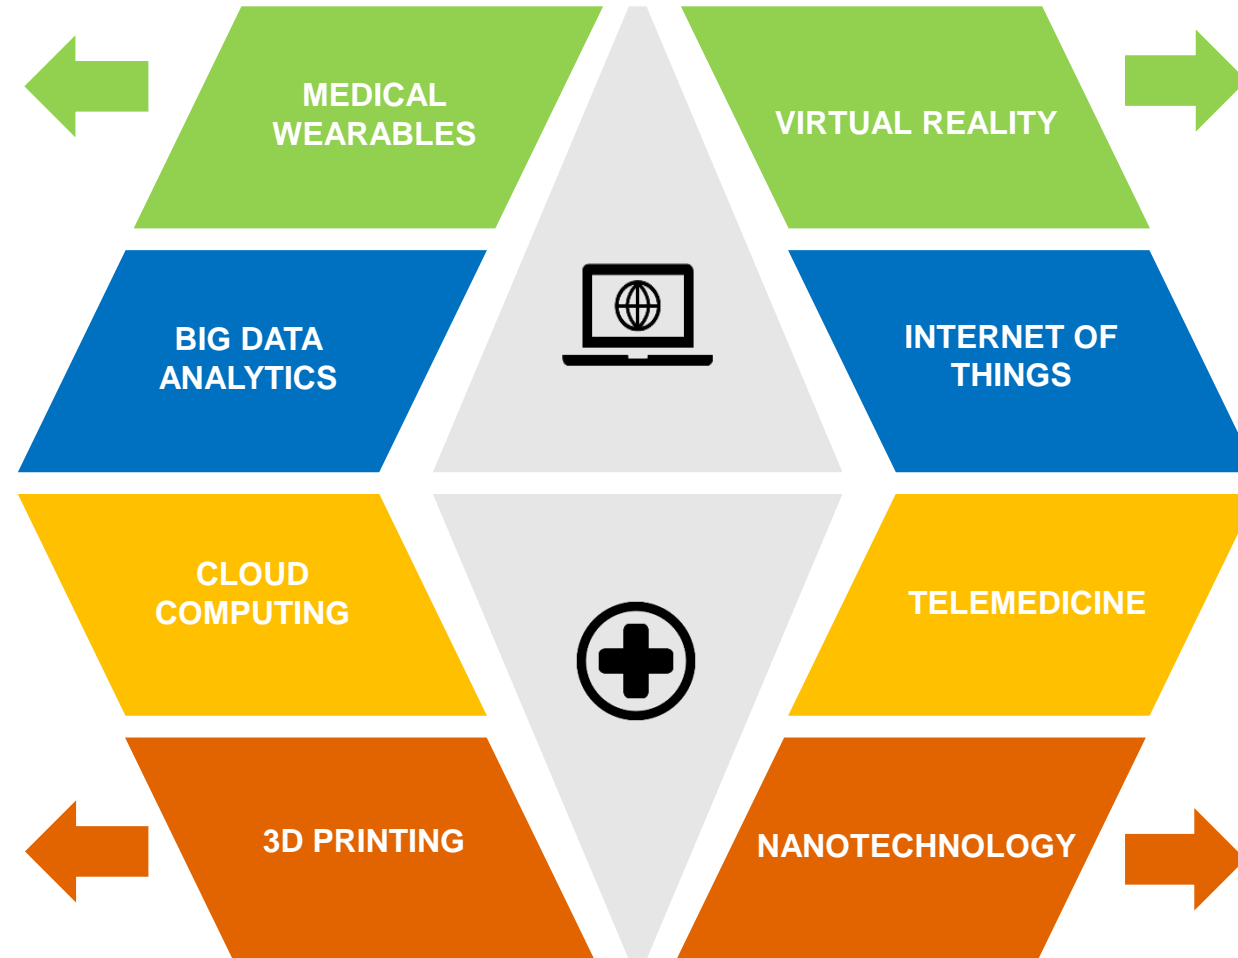 MEDICAL
WEARABLES
VIRTUAL REALITY
BIG DATA
ANALYTICS
INTERNET OF
THINGS
CLOUD
COMPUTING
TELEMEDICINE
3D PRINTING
NANOTECHNOLOGY